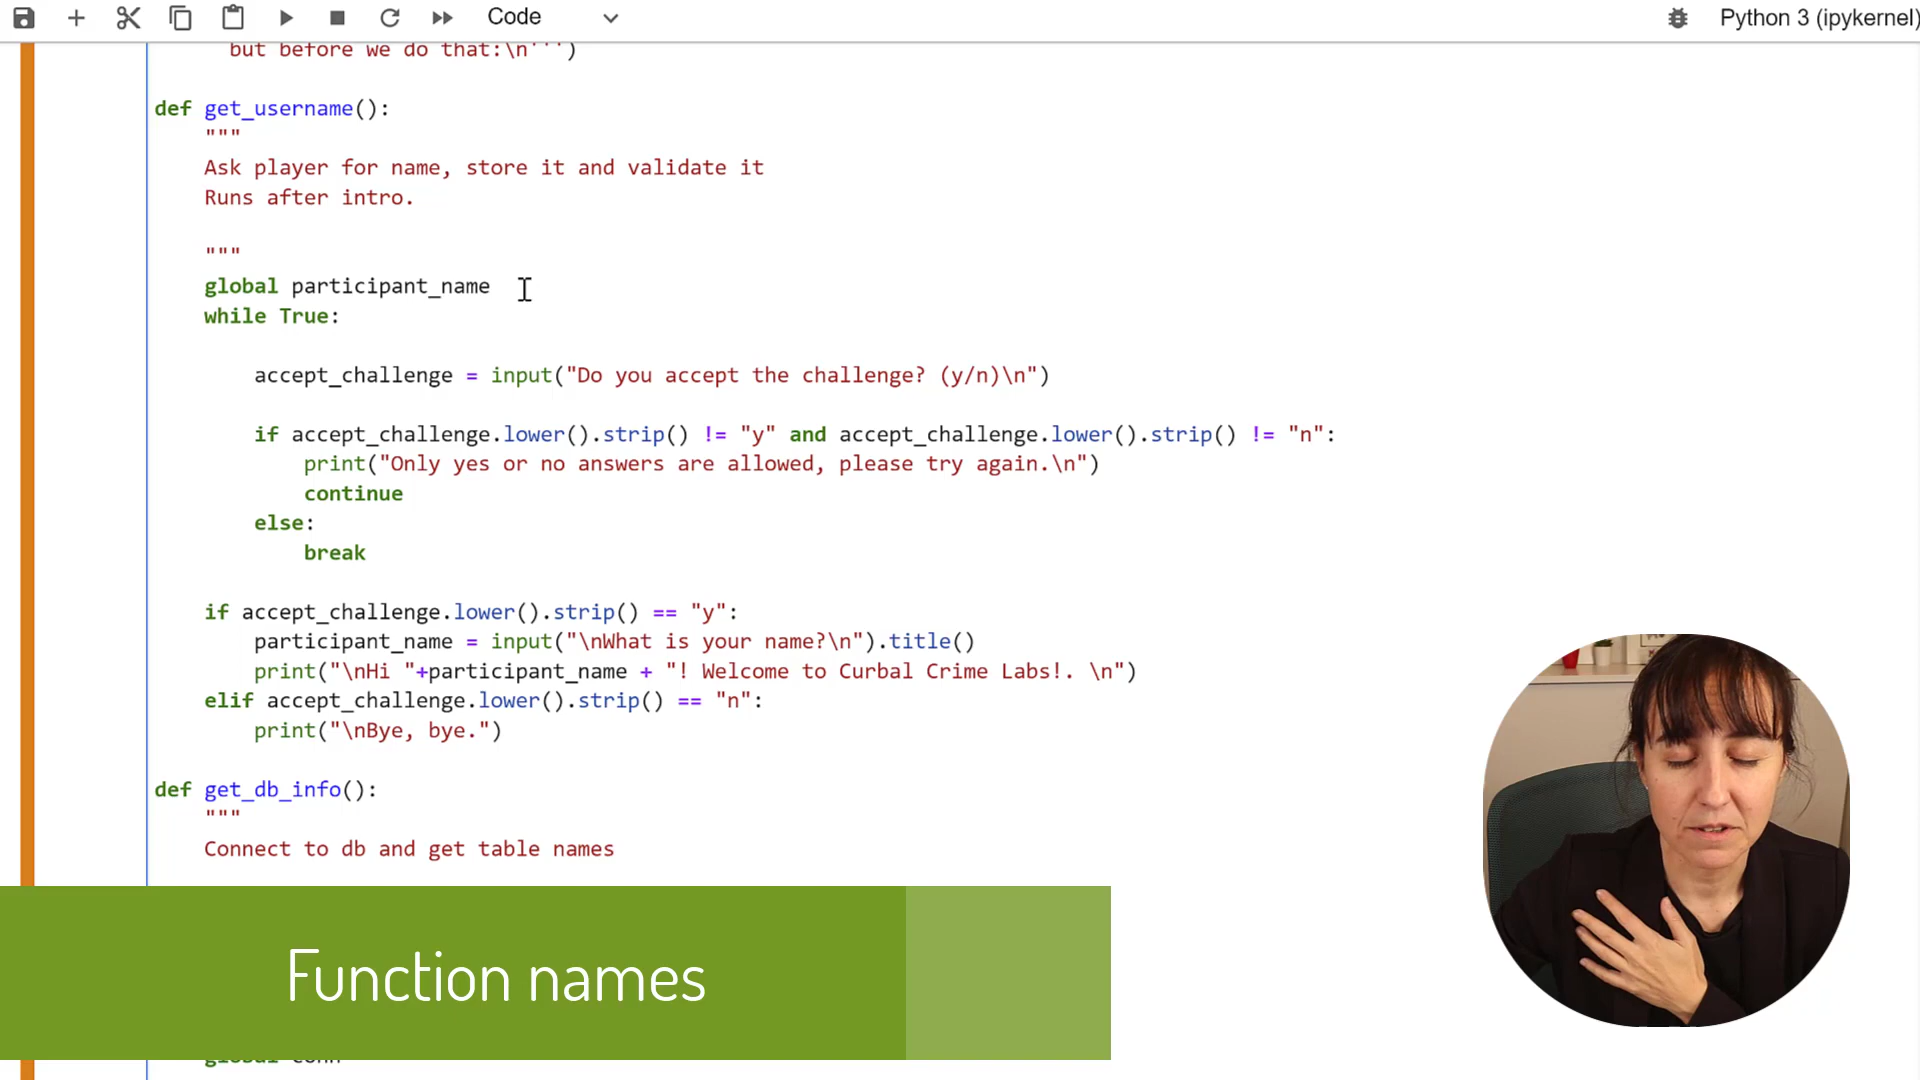 Code
Python 3 (ipykernel)
but before we do that:\n''')
def get_username():
"""
Ask player for name, store it and validate it
Runs after intro.
"""
global participant_name
while True:
accept_challenge = input("Do you accept the challenge? (y/n)\n")
if accept_challenge.lower().strip() != "y" and accept_challenge.lower().strip() != "n":
print("Only yes or no answers are allowed, please try again.\n")
continue
else:
break
if accept_challenge.lower().strip() == "y":
participant_name = input("\nWhat is your name?\n").title()
print("\nHi "+participant_name + "! Welcome to Curbal Crime Labs!. \n")
elif accept_challenge.lower().strip() == "n":
print("\nBye, bye.")
def get_db_info():
"""
Connect to db and get table names
Function names
global conn